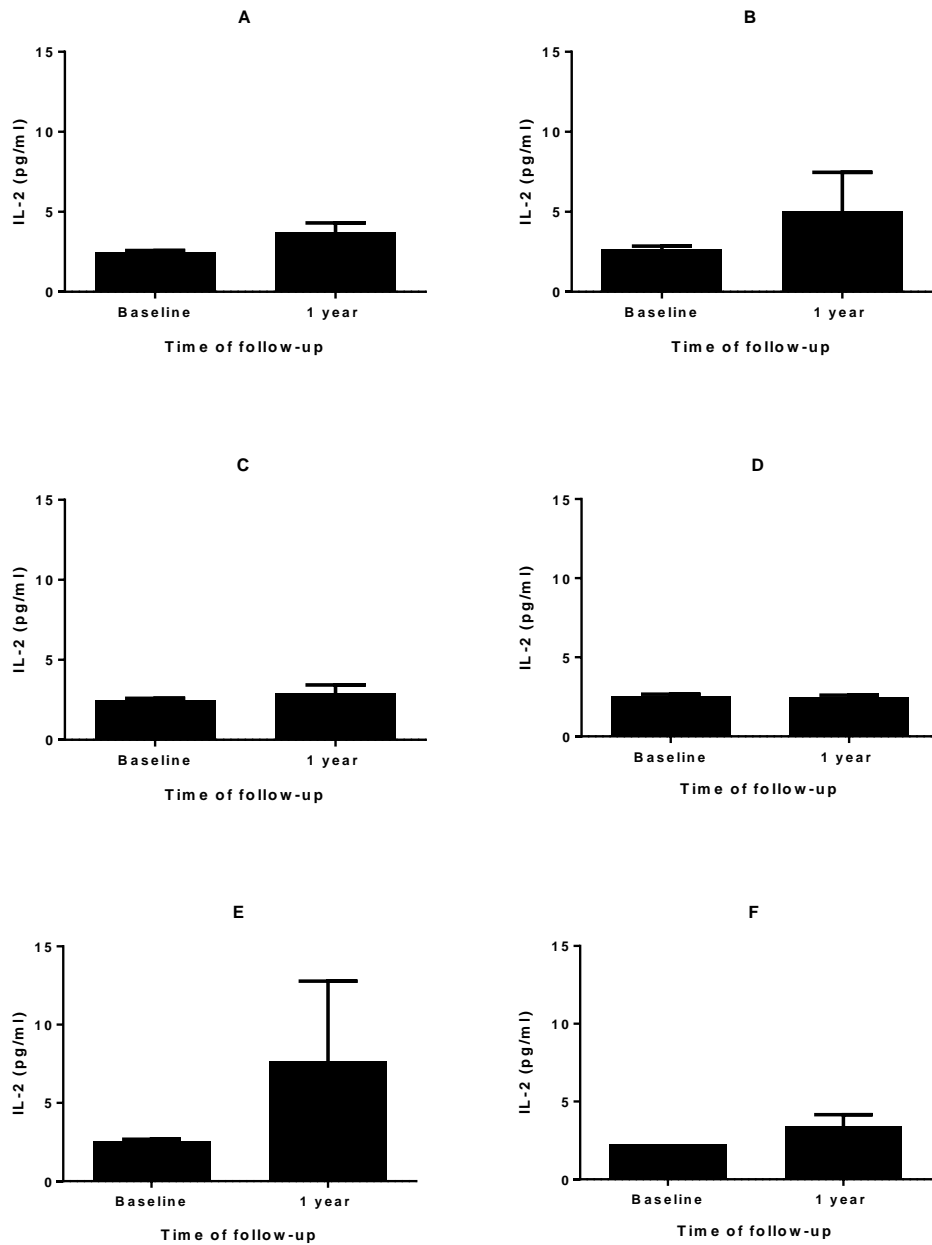 A
15
10
5
0
IL-2 (pg/ml)
Baseline 1 year
Time of follow-up
B
15
10
5
0
IL-2 (pg/ml)
Baseline 1 year
Time of follow-up
C
15
10
5
0
IL-2 (pg/ml)
Baseline 1 year
Time of follow-up
D
15
10
5
0
IL-2 (pg/ml)
Baseline 1 year
Time of follow-up
E
15
10
5
0
IL-2 (pg/ml)
Baseline 1 year
Time of follow-up
F
15
10
5
0
IL-2 (pg/ml)
Baseline 1 year
Time of follow-up